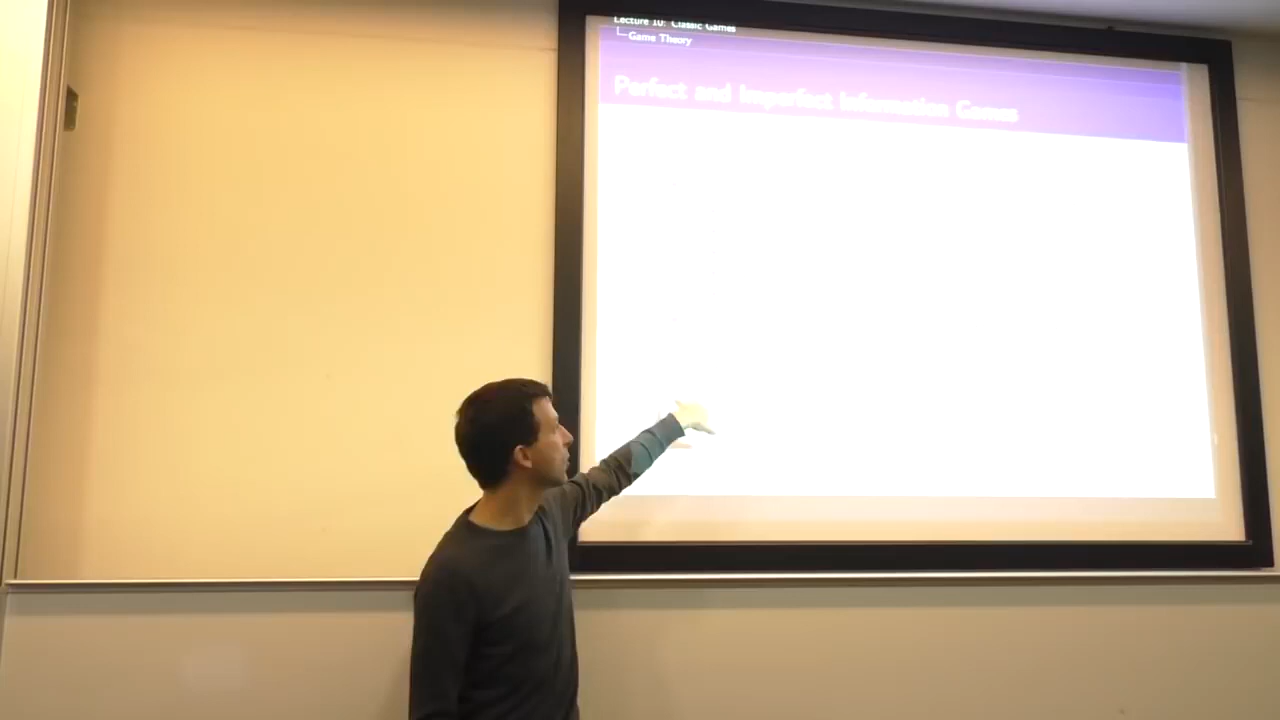 Lecture 10: Classic Games
Game Theory
Perfect and Imperfect Information Games